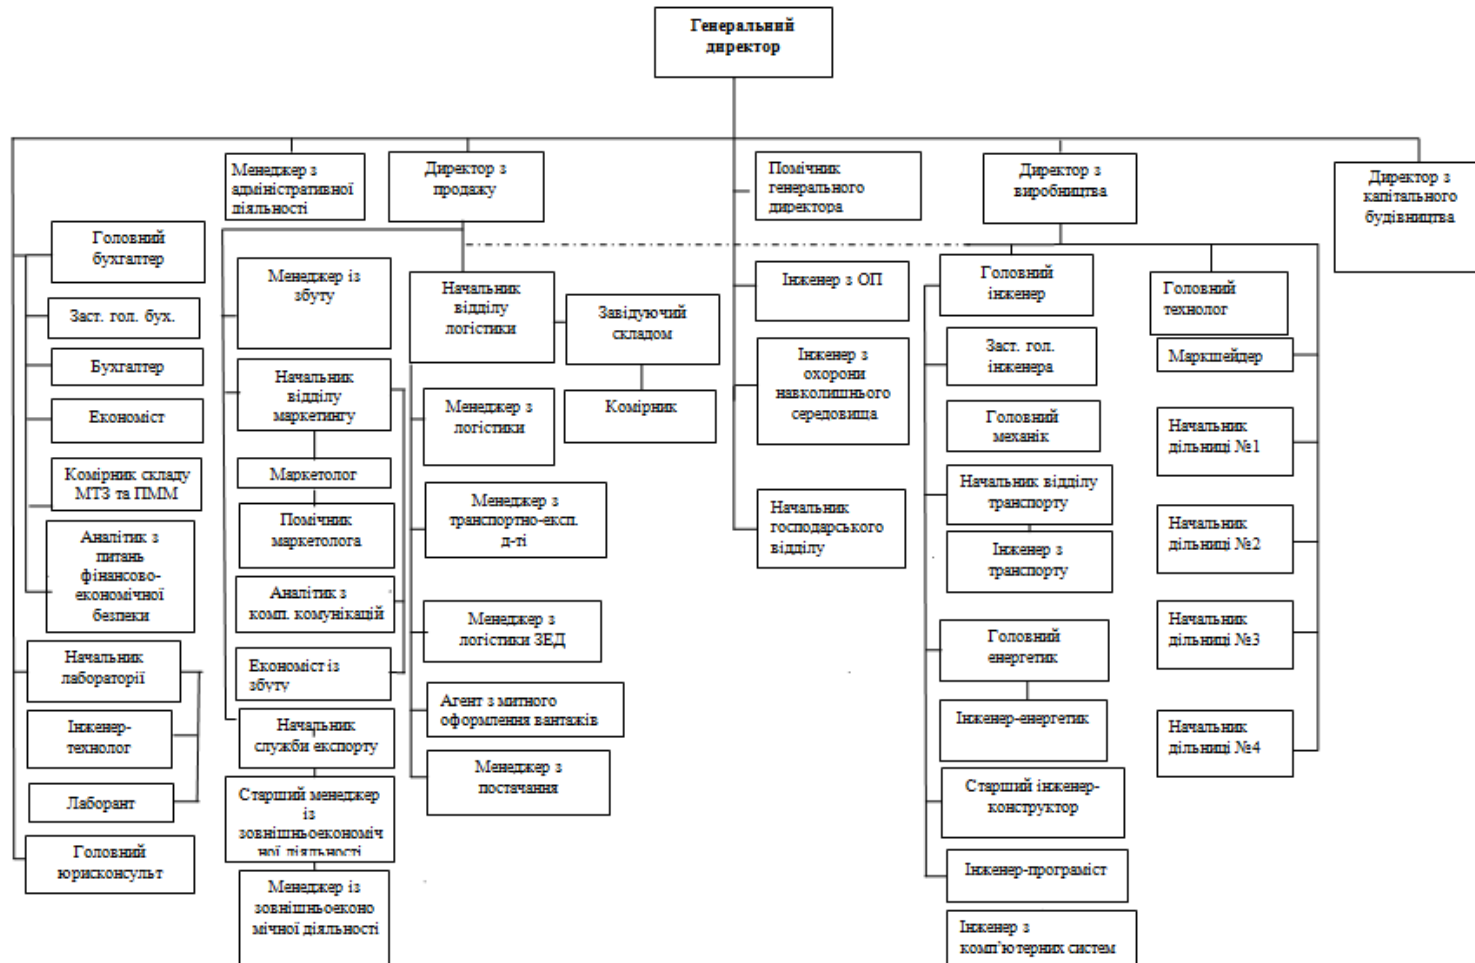 Генеральний
директор
Менеджер з
адміністративної
діяльності
Директор з
продажу
Помічник
генерального
директора
Директор з
виробництва
Директор з
капітального
будівництва
Головний
бухгалтер
Заст. гол. бух.
Бухгалтер
Економіст
Комірник складу
МТЗ та ПММ
Аналітик з
питань
фінансово-
економічної
безпеки
Начальник
лабораторії
Інженер-
технолог
Лаборант
Головний
юрисконсульт
Менеджер із
збуту
Начальник
відділу
маркетингу
Маркетолог
Помічник
маркетолога
Аналітик з
комп. комунікацій
Економіст із
збуту
Начальник
служби експорту
Старший менеджер
із
зовнішньоекономіч
ної діяльності
Менеджер із
зовнішньоеконо
мічної діяльності
Начальник
відділу
логістики
Завідуючий
складом
Комірник
Менеджер з
логістики
Менеджер з
транспортно-експ.
д-ті
Менеджер з
логістики ЗЕД
Агент з митного
оформлення вантажів
Менеджер з
постачання
Інженер з ОП
Інженер з
охорони
навколишнього
середовища
Начальник
господарського
відділу
Головний
інженер
Заст. гол.
інженера
Головний
механік
Начальник відділу
транспорту
Інженер з
транспорту
Головний
енергетик
Інженер-енергетик
Старший інженер-
конструктор
Інженер-програміст
Інженер з
комп'ютерних систем
Головний
технолог
Маркшейдер
Начальник
дільниці №1
Начальник
дільниці №2
Начальник
дільниці №3
Начальник
дільниці №4